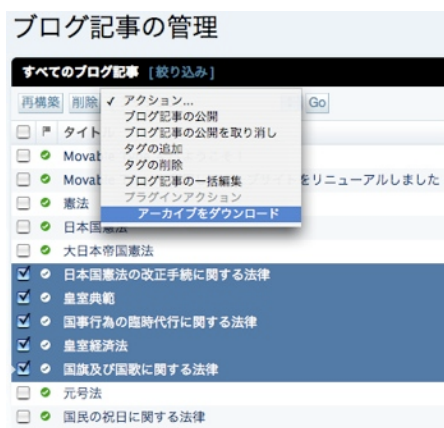 ブログ記事の管理
すべてのブログ記事 [絞り込み]
再構築 削除 ✓ アクション... Go
ブログ記事の公開
ブログ記事の公開を取り消し
タグの追加
タグの削除
ブログ記事の一括編集
プラグインアクション
アーカイブをダウンロード
タイト
Movab
Movab をリニューアルしました
憲法
日本国憲法
大日本帝国憲法
日本国憲法の改正手続に関する法律
皇室典範
国事行為の臨時代行に関する法律
皇室経済法
国旗及び国歌に関する法律
元号法
国民の祝日に関する法律